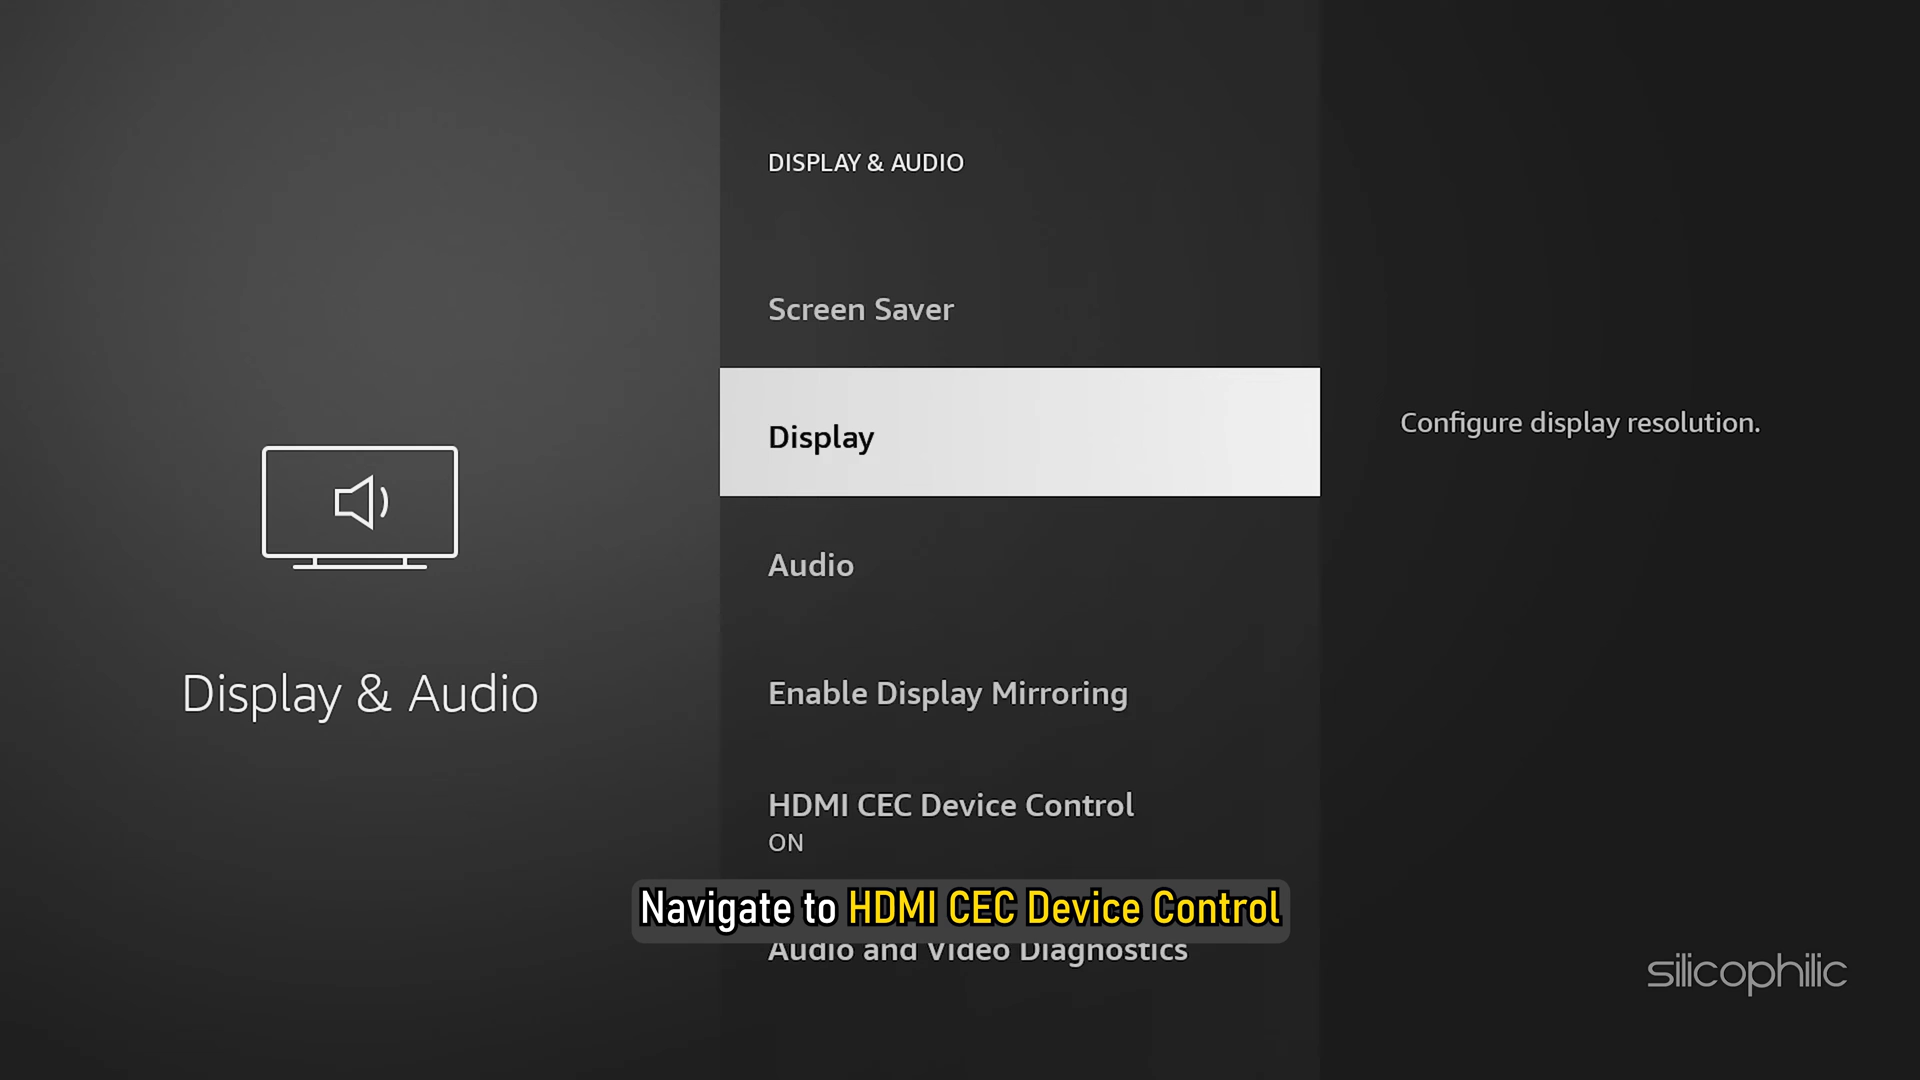 DISPLAY & AUDIO
Screen Saver
Display
Configure display resolution.
Audio
Display & Audio
Enable Display Mirroring
HDMI CEC Device Control
ON
Navigate to HDMI CEC Device Control
Audio and Video Diagnostics
silicophilic